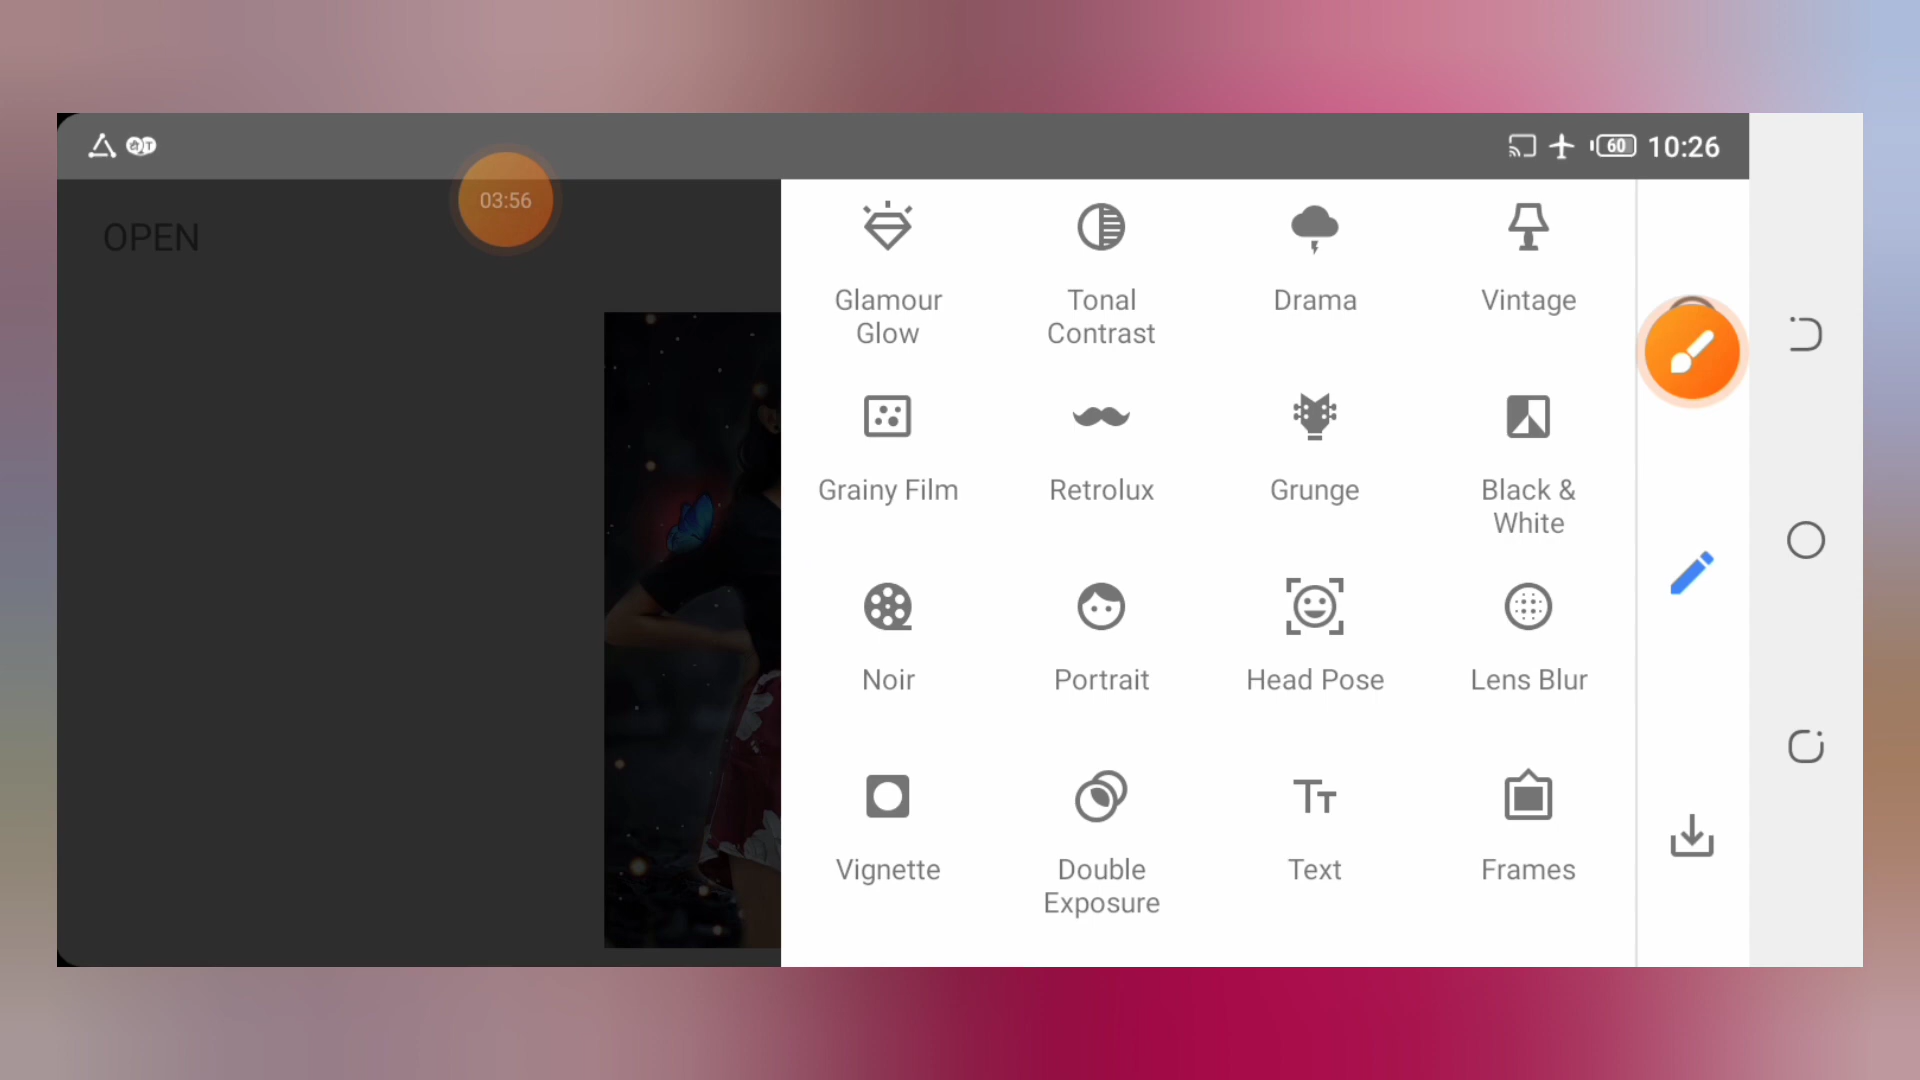 60 10:26
03:56
OPEN
Glamour
Glow
Tonal
Contrast
Drama
Vintage
Grainy Film
Retrolux
Grunge
Black &
White
Noir
Portrait
Head Pose
Lens Blur
Vignette
Double
Exposure
Text
Frames